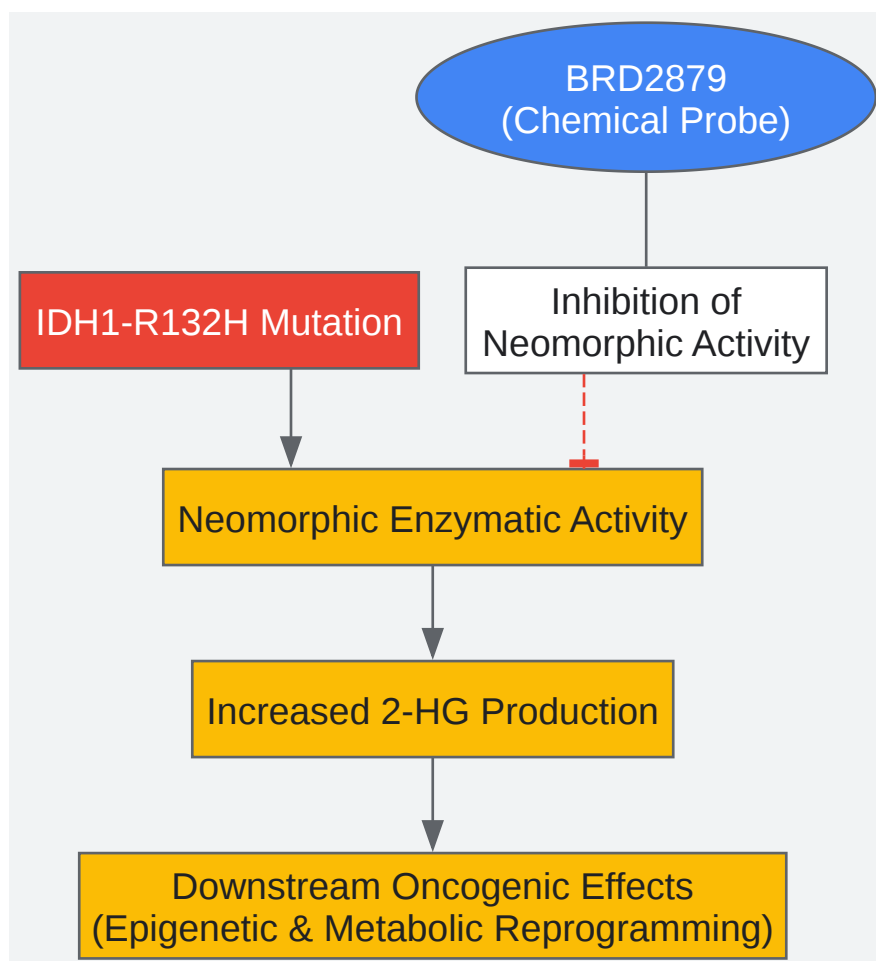 BRD2879
(Chemical Probe)
IDH1-R132H Mutation
Inhibition of
Neomorphic Activity
Neomorphic Enzymatic Activity
Increased 2-HG Production
Downstream Oncogenic Effects
(Epigenetic & Metabolic Reprogramming)